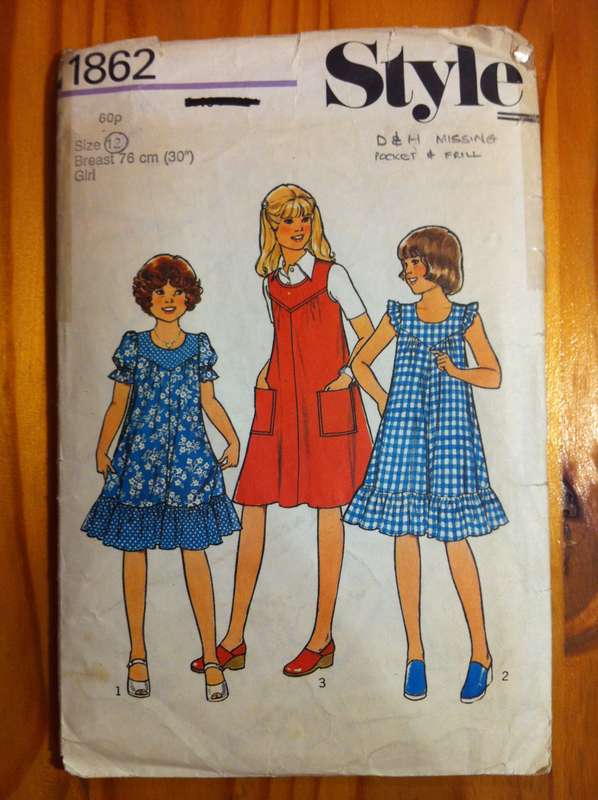 1862
Style
60p
Size 12
Breast 76 cm (30")
Girl
D & H MISSING
POCKET & FRILL
1
3
2